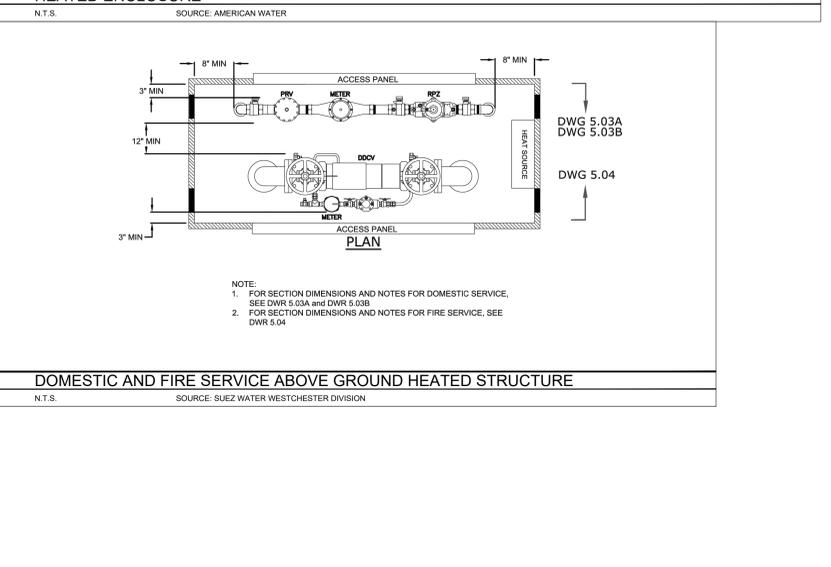 HEATED ENCLOSURE
N.T.S. SOURCE: AMERICAN WATER
8" MIN
8" MIN
ACCESS PANEL
3" MIN
PRV METER RPZ
DWG 5.03A
DWG 5.03B
12" MIN
HEAT SOURCE
DDCV
DWG 5.04
METER
ACCESS PANEL
3" MIN
PLAN
NOTE:
1. FOR SECTION DIMENSIONS AND NOTES FOR DOMESTIC SERVICE,
SEE DWR 5.03A and DWR 5.03B
2. FOR SECTION DIMENSIONS AND NOTES FOR FIRE SERVICE, SEE
DWR 5.04
DOMESTIC AND FIRE SERVICE ABOVE GROUND HEATED STRUCTURE
N.T.S. SOURCE: SUEZ WATER WESTCHESTER DIVISION